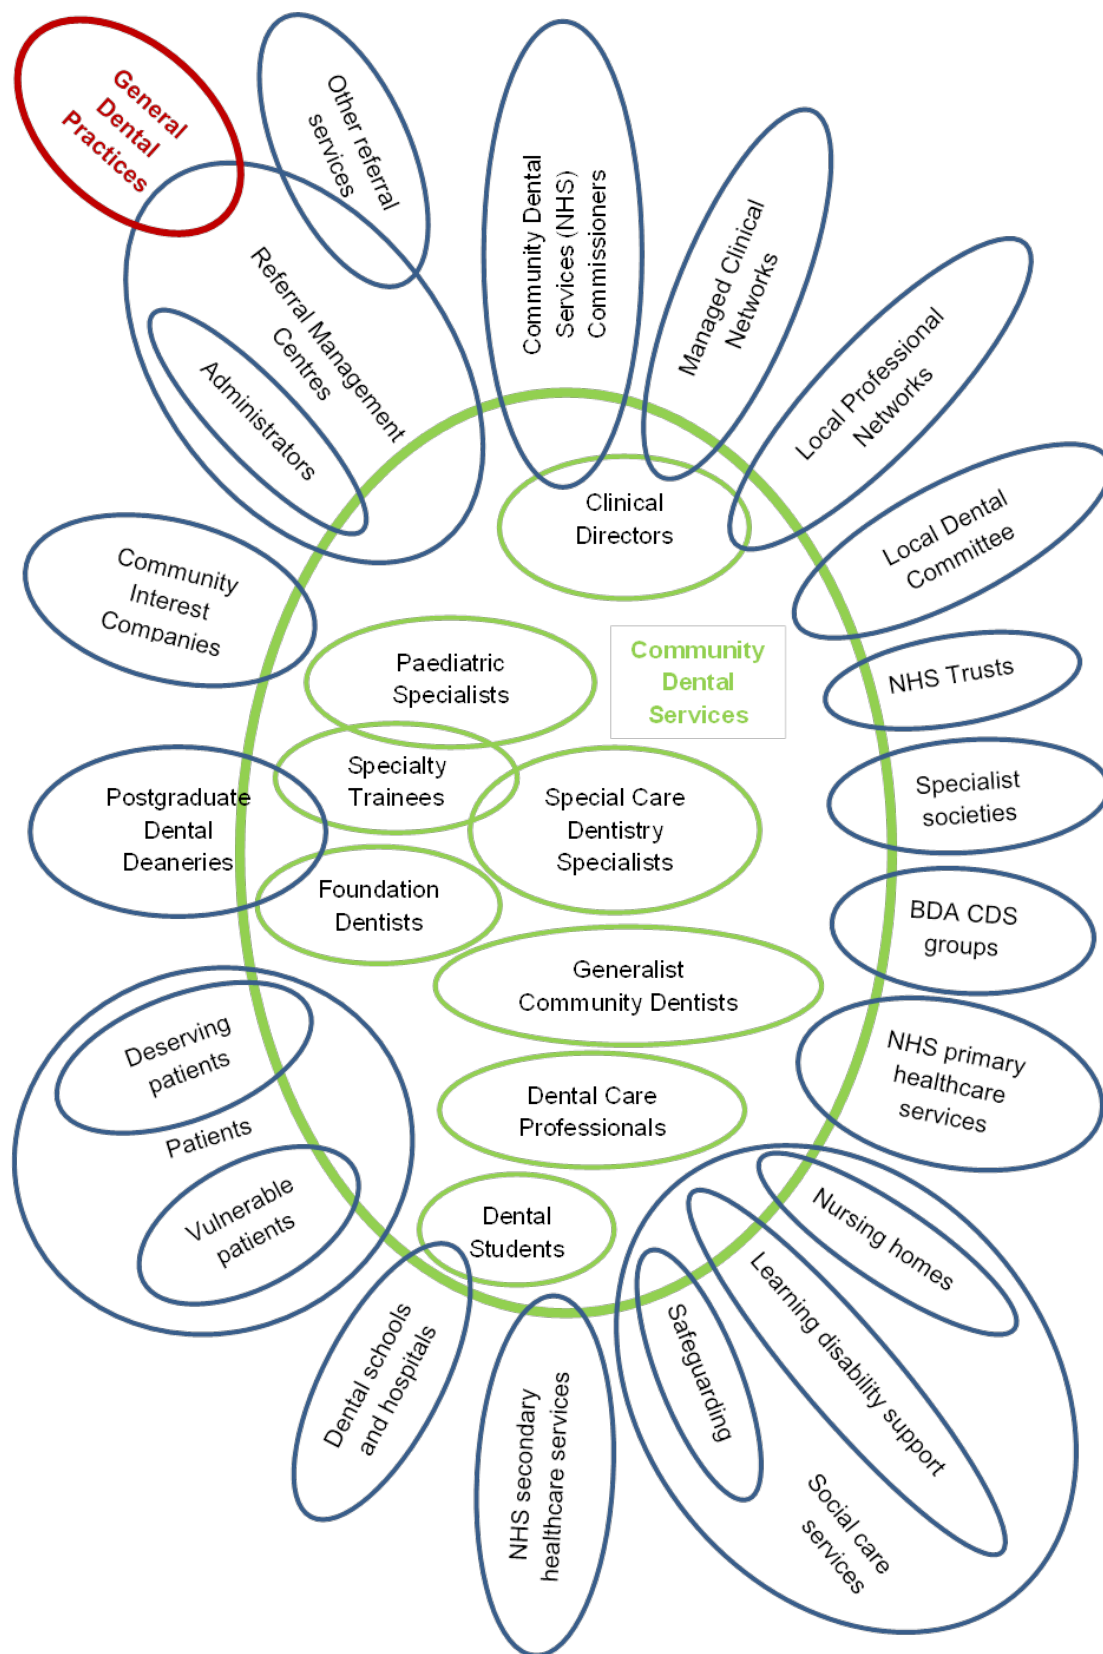 General
Dental
Practices
Other referral
services
Referral Management
Centres
Administrators
Community Dental
Services (NHS)
Commissioners
Managed Clinical
Networks
Local Professional
Networks
Local Dental
Committee
Clinical
Directors
Community
Interest
Companies
Paediatric
Specialists
Community
Dental
Services
NHS Trusts
Specialty
Trainees
Special Care
Dentistry
Specialists
Specialist
societies
Postgraduate
Dental
Deaneries
Foundation
Dentists
BDA CDS
groups
Generalist
Community Dentists
NHS primary
healthcare
services
Deserving
patients
Patients
Vulnerable
patients
Dental Care
Professionals
Dental
Students
Nursing homes
Learning disability support
Safeguarding
Social care
services
Dental schools
and hospitals
NHS secondary
healthcare services